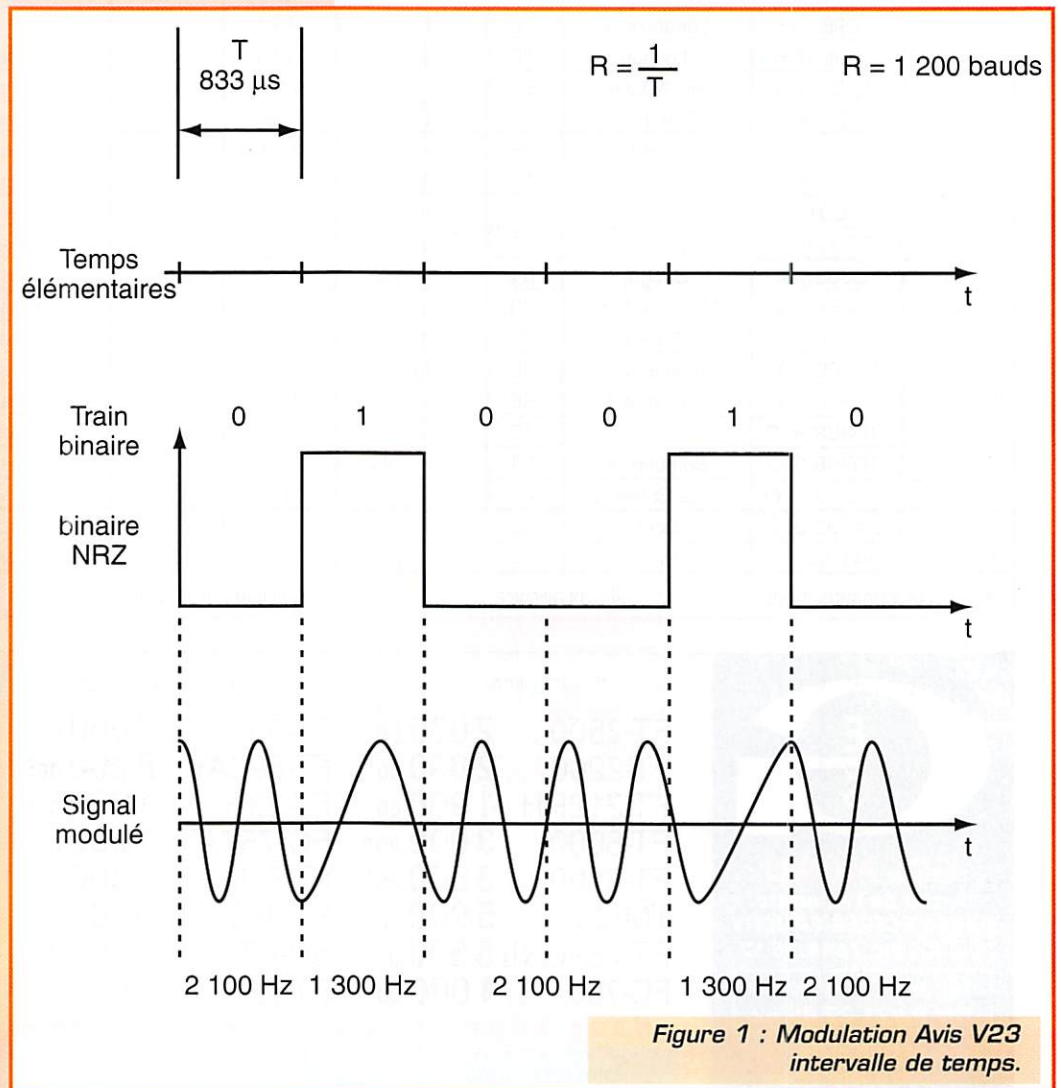 T
833 µs
R = 1/T
R = 1 200 bauds
Temps
élémentaires
t
Train
binaire
0 1 0 0 1 0
binaire
NRZ
t
Signal
modulé
t
2 100 Hz 1 300 Hz 2 100 Hz 1 300 Hz 2 100 Hz
Figure 1 : Modulation Avis V23
intervalle de temps.